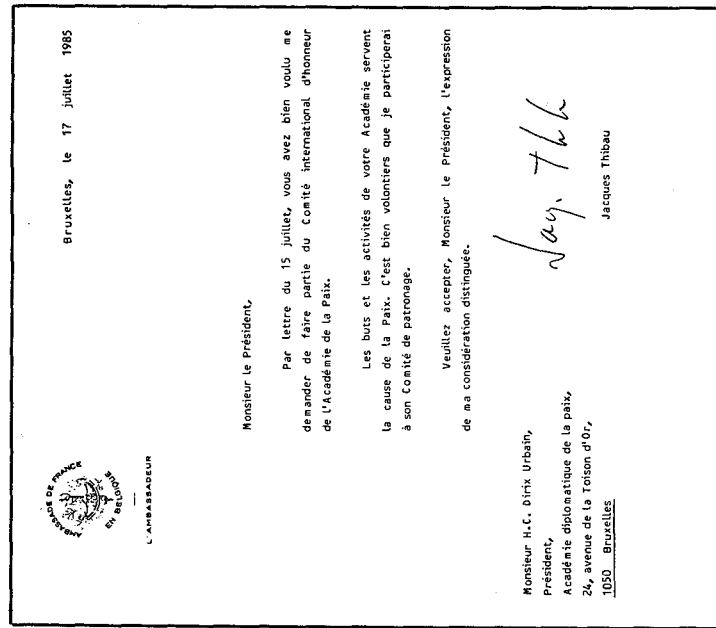 AMBASSADE DE FRANCE
EN BELGIQUE
L'AMBASSADEUR
Bruxelles, le 17 juillet 1985
Monsieur le Président,
Par lettre du 15 juillet, vous avez bien voulu me
demander de faire partie du Comité international d'honneur
de l'Académie de la Paix.
Les buts et les activités de votre Académie servent
la cause de la Paix. C'est bien volontiers que je participerai
à son Comité de patronage.
Veuillez accepter, Monsieur le Président, l'expression
de ma considération distinguée.
Jacques Thibau
Monsieur H.C. Dirix Urbain,
Président,
Académie diplomatique de la paix,
24, avenue de la Toison d'Or,
1050 Bruxelles